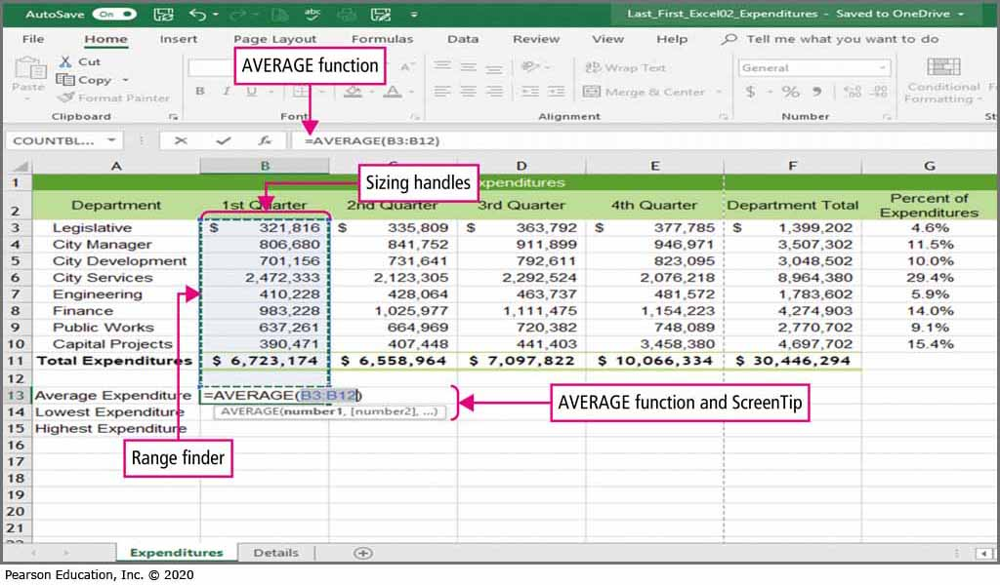 AutoSave On Last_First_Excel02_Expenditures - Saved to OneDrive
File Home Insert Page Layout Formulas Data Review View Help Tell me what you want to do
AVERAGE function
Paste
Cut
Copy
Format Painter
B I U
Wrap Text
Merge & Center
General
$ % ,
Conditional
Formatting
Clipboard Font Alignment Number
COUNTBL... =AVERAGE(B3:B12)
A B C D E F G
Sizing handles
1 xpenditures
2 Department 1st Quarter 2nd Quarter 3rd Quarter 4th Quarter Department Total Percent of
Expenditures
3 Legislative $ 321,816 $ 335,809 $ 363,792 $ 377,785 $ 1,399,202 4.6%
4 City Manager 806,680 841,752 911,899 946,971 3,507,302 11.5%
5 City Development 701,156 731,641 792,611 823,095 3,048,502 10.0%
6 City Services 2,472,333 2,123,305 2,292,524 2,076,218 8,964,380 29.4%
7 Engineering 410,228 428,064 463,737 481,572 1,783,602 5.9%
8 Finance 983,228 1,025,977 1,111,475 1,154,223 4,274,903 14.0%
9 Public Works 637,261 664,969 720,382 748,089 2,770,702 9.1%
10 Capital Projects 390,471 407,448 441,403 3,458,380 4,697,702 15.4%
11 Total Expenditures $ 6,723,174 $ 6,558,964 $ 7,097,822 $ 10,066,334 $ 30,446,294
12
13 Average Expenditure =AVERAGE(B3:B12)
14 Lowest Expenditure AVERAGE(number1, [number2], ...)
15 Highest Expenditure
AVERAGE function and ScreenTip
16
Range finder
17
18
19
20
21
Expenditures Details
Pearson Education, Inc. © 2020